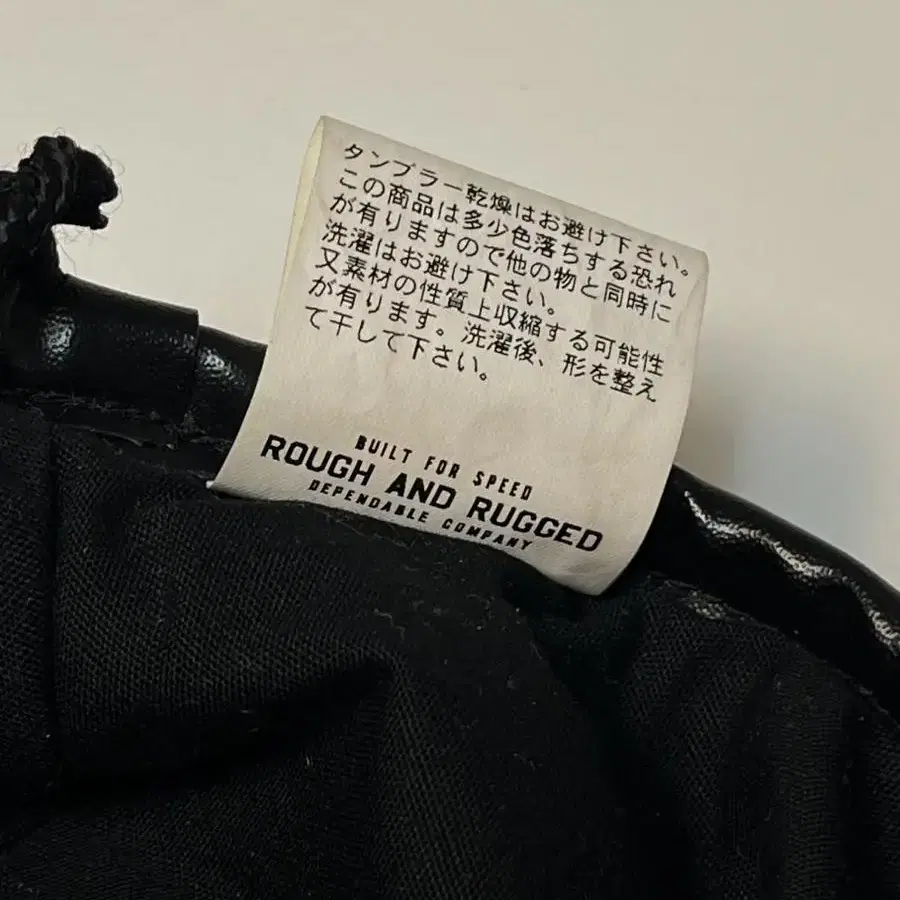 タンブラー乾燥はお避け下さい。
この商品は多少色落ちする恐れ
が有りますので他の物と同時に
洗濯はお避け下さい。
又素材の性質上収縮する可能性
が有ります。洗濯後、形を整え
て干して下さい。
BUILT FOR SPEED
ROUGH AND RUGGED
DEPENDABLE COMPANY